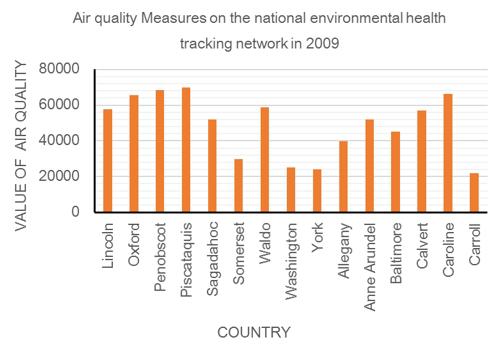 Air quality Measures on the national environmental health
tracking network in 2009
VALUE OF AIR QUALITY
80000
60000
40000
20000
0
Lincoln
Oxford
Penobscot
Piscataquis
Sagadahoc
Somerset
Waldo
Washington
York
Allegany
Anne Arundel
Baltimore
Calvert
Caroline
Carroll
COUNTRY